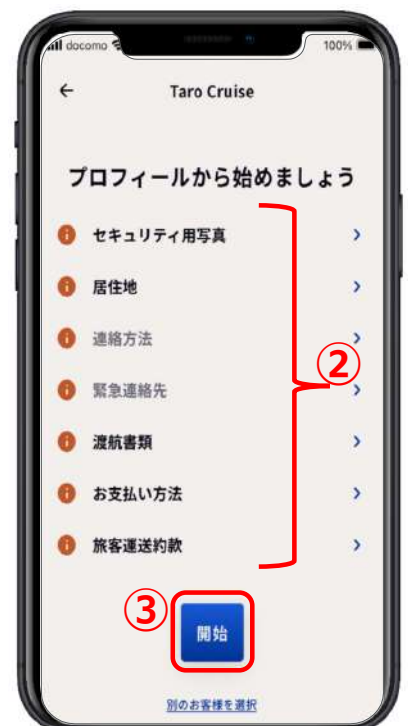 docomo
100%
← Taro Cruise
プロフィールから始めましょう
セキュリティ用写真 >
居住地 >
連絡方法 >
緊急連絡先 >
渡航書類 >
お支払い方法 >
旅客運送約款 >
②
③
開始
別のお客様を選択